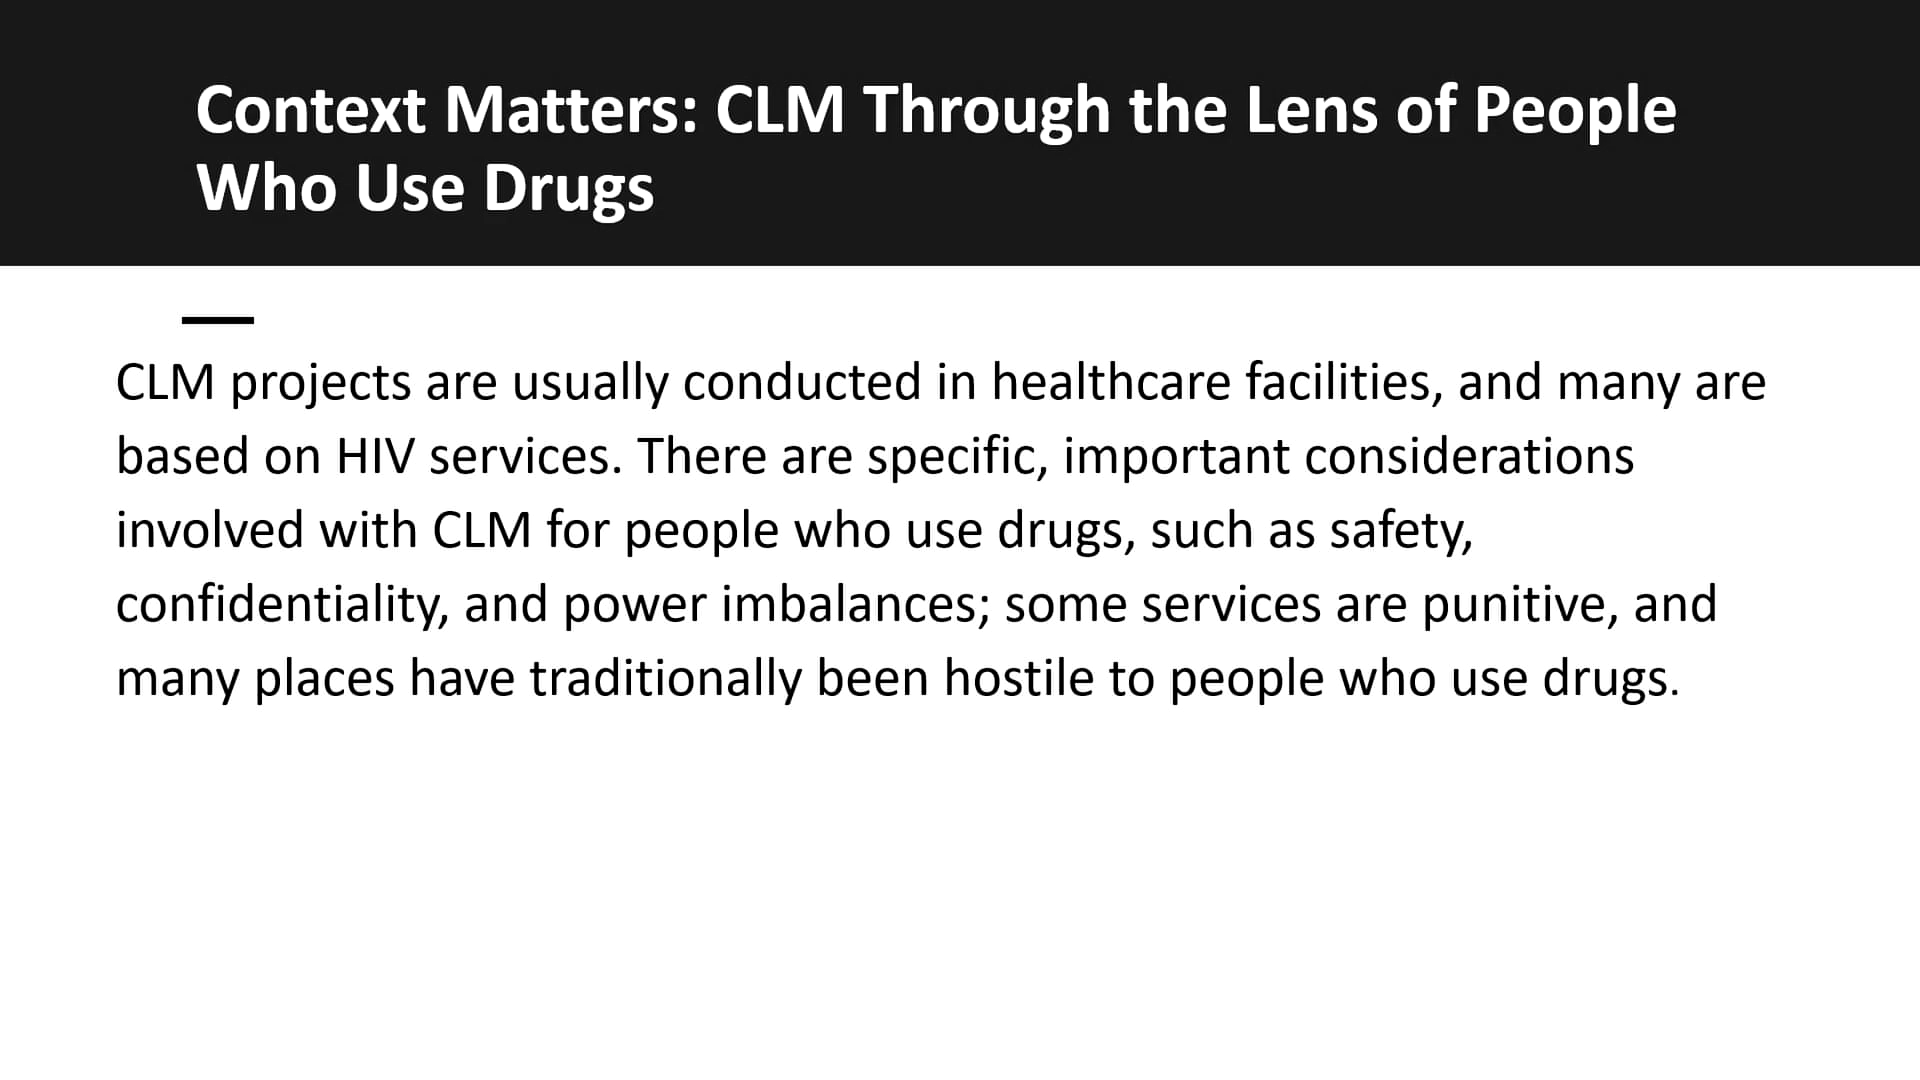 Context Matters: CLM Through the Lens of People
Who Use Drugs
CLM projects are usually conducted in healthcare facilities, and many are
based on HIV services. There are specific, important considerations
involved with CLM for people who use drugs, such as safety,
confidentiality, and power imbalances; some services are punitive, and
many places have traditionally been hostile to people who use drugs.